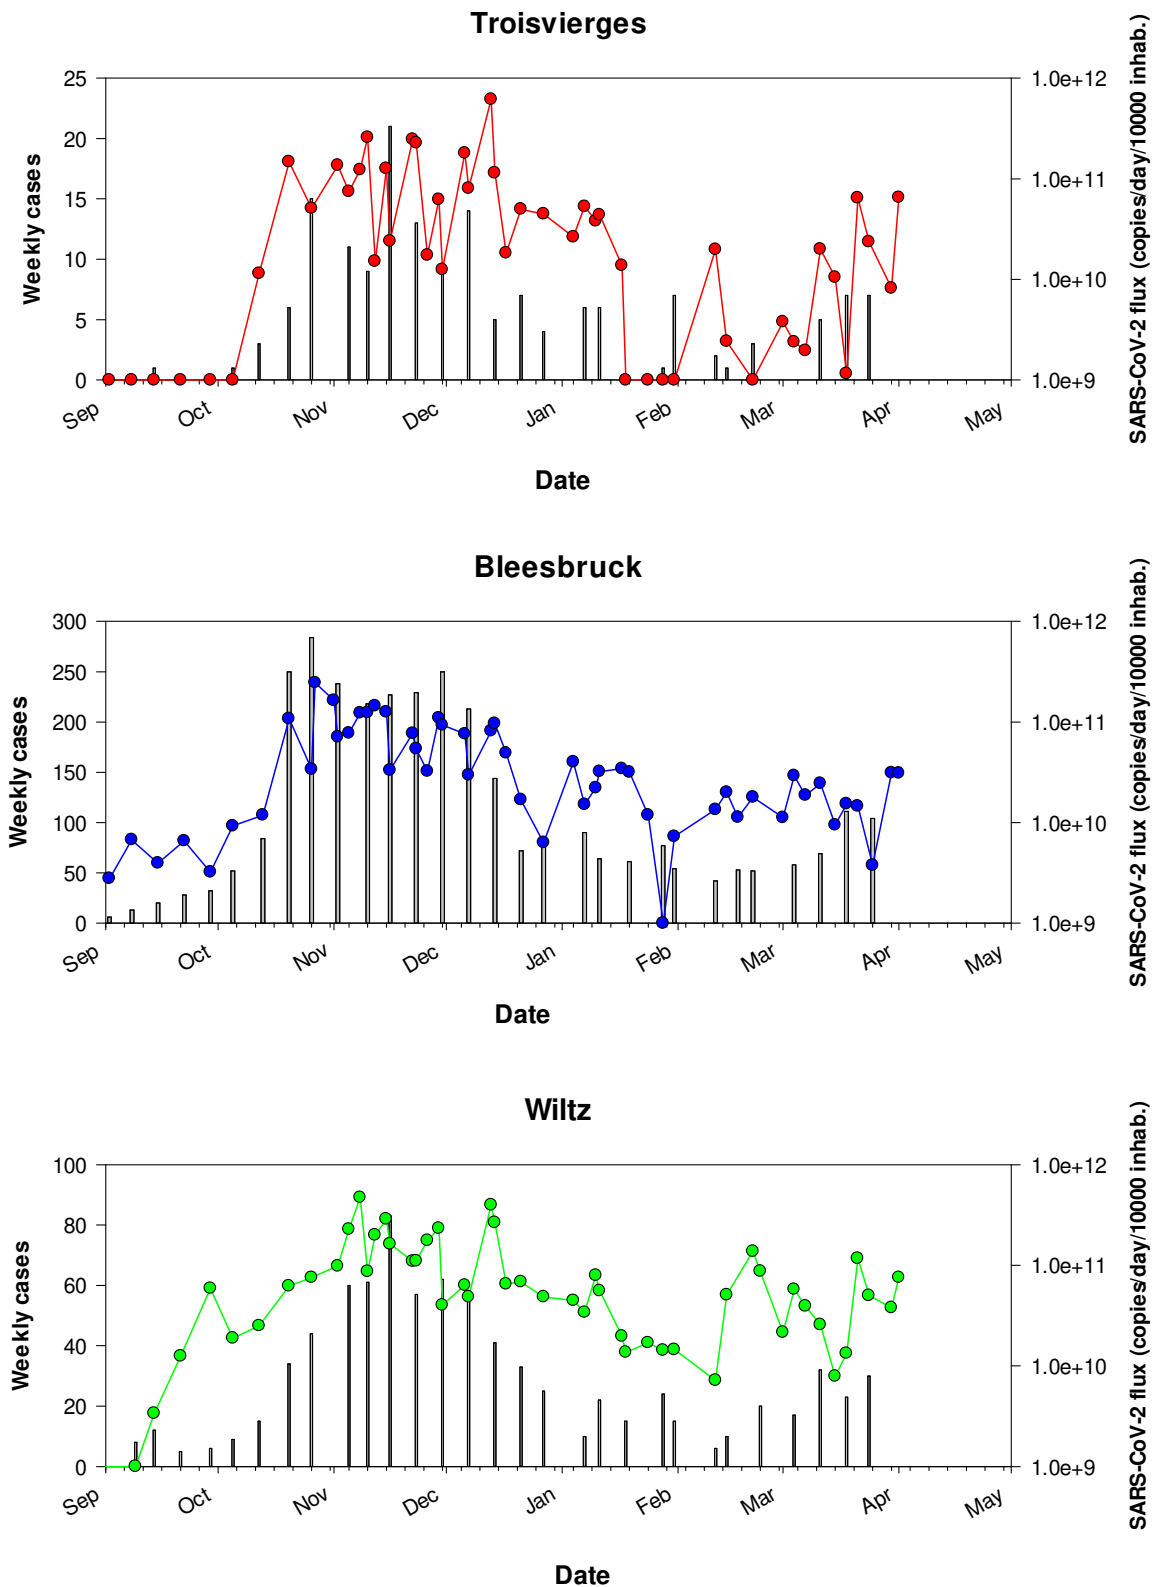 Troisvierges
Weekly cases
SARS-CoV-2 flux (copies/day/10000 inhab.)
25
20
15
10
5
0
1.0e+12
1.0e+11
1.0e+10
1.0e+9
Sep Oct Nov Dec Jan Feb Mar Apr May
Date
Bleesbruck
Weekly cases
SARS-CoV-2 flux (copies/day/10000 inhab.)
300
250
200
150
100
50
0
1.0e+12
1.0e+11
1.0e+10
1.0e+9
Sep Oct Nov Dec Jan Feb Mar Apr May
Date
Wiltz
Weekly cases
SARS-CoV-2 flux (copies/day/10000 inhab.)
100
80
60
40
20
0
1.0e+12
1.0e+11
1.0e+10
1.0e+9
Sep Oct Nov Dec Jan Feb Mar Apr May
Date